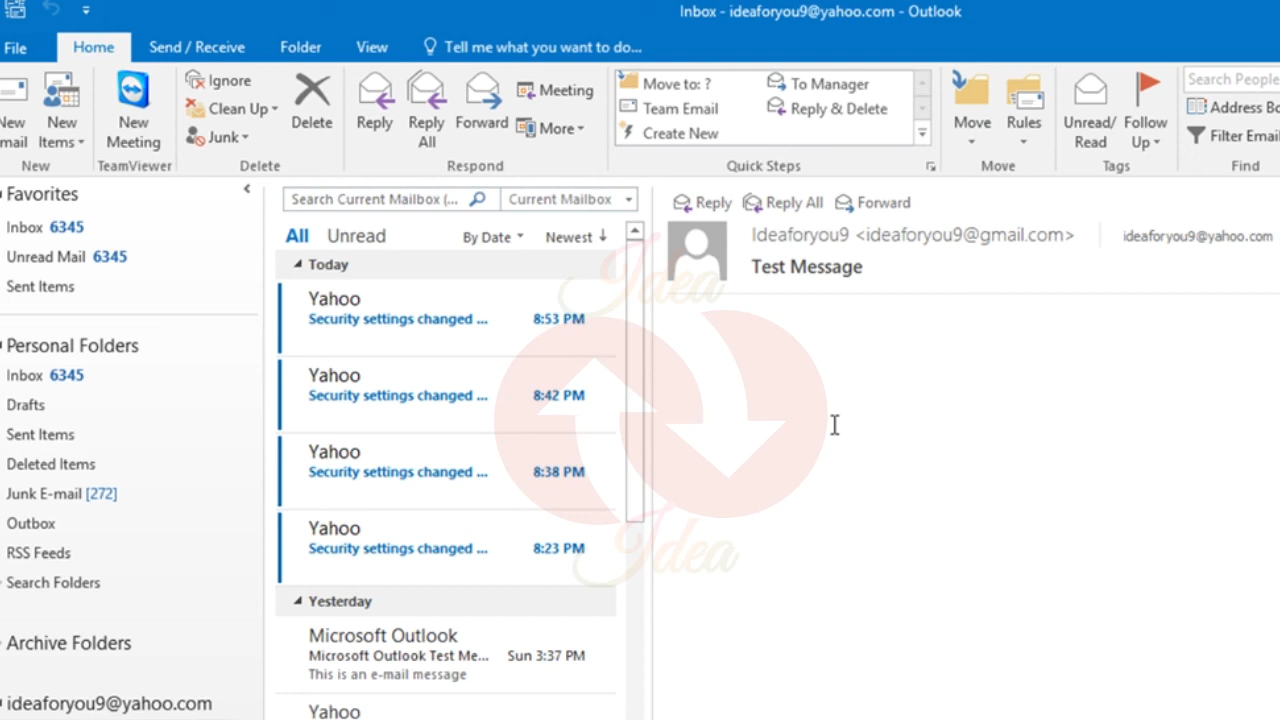 Inbox - ideaforyou9@yahoo.com - Outlook
File Home Send / Receive Folder View Tell me what you want to do...
New Items
New Meeting
Ignore
Clean Up
Junk
Delete
Reply
Reply All
Forward
Meeting
More
Move to: ?
Team Email
Create New
To Manager
Reply & Delete
Move
Rules
Unread/ Read
Follow Up
Search People
Address Bo
Filter Email
New TeamViewer Delete Respond Quick Steps Move Tags Find
Favorites
Inbox 6345
Unread Mail 6345
Sent Items
Personal Folders
Inbox 6345
Drafts
Sent Items
Deleted Items
Junk E-mail [272]
Outbox
RSS Feeds
Search Folders
Archive Folders
ideaforyou9@yahoo.com
Search Current Mailbox (... Current Mailbox
All Unread By Date Newest ↓
Today
Yahoo
Security settings changed ... 8:53 PM
Yahoo
Security settings changed ... 8:42 PM
Yahoo
Security settings changed ... 8:38 PM
Yahoo
Security settings changed ... 8:23 PM
Yesterday
Microsoft Outlook
Microsoft Outlook Test Me... Sun 3:37 PM
This is an e-mail message
Yahoo
Reply Reply All Forward
Ideaforyou9 <ideaforyou9@gmail.com> ideaforyou9@yahoo.com
Test Message
Idea
Idea